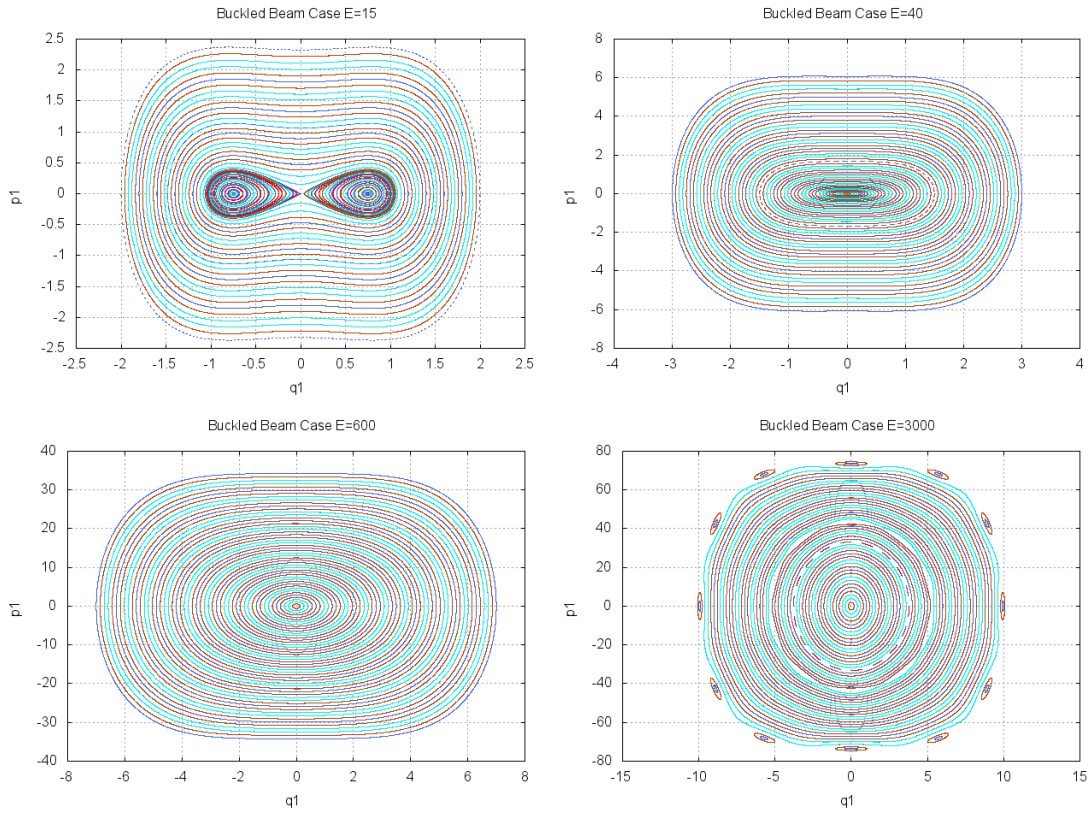 Buckled Beam Case E=15
2.5
2
1.5
1
0.5
0
-0.5
-1
-1.5
-2
-2.5
p1
-2.5 -2 -1.5 -1 -0.5 0 0.5 1 1.5 2 2.5
q1
Buckled Beam Case E=40
8
6
4
2
0
-2
-4
-6
-8
p1
-4 -3 -2 -1 0 1 2 3 4
q1
Buckled Beam Case E=600
40
30
20
10
0
-10
-20
-30
-40
p1
-8 -6 -4 -2 0 2 4 6 8
q1
Buckled Beam Case E=3000
80
60
40
20
0
-20
-40
-60
-80
p1
-15 -10 -5 0 5 10 15
q1